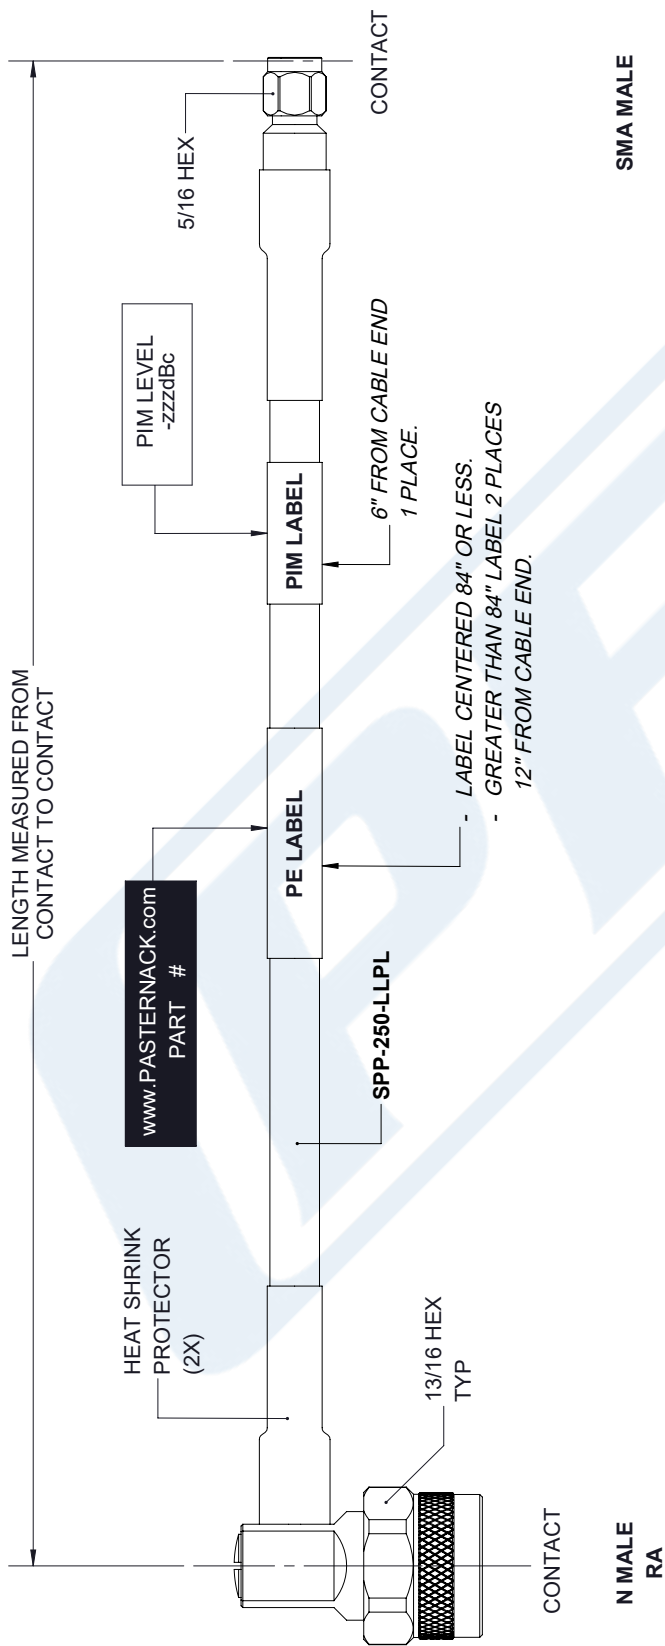 LENGTH MEASURED FROM
CONTACT TO CONTACT
HEAT SHRINK
PROTECTOR
(2X)
www.PASTERNACK.com
PART #
PIM LEVEL
-zzzdBc
5/16 HEX
PE LABEL
PIM LABEL
13/16 HEX
TYP
SPP-250-LLPL
- LABEL CENTERED 84" OR LESS.
- GREATER THAN 84" LABEL 2 PLACES
12" FROM CABLE END.
6" FROM CABLE END
1 PLACE.
CONTACT
CONTACT
N MALE
RA
SMA MALE